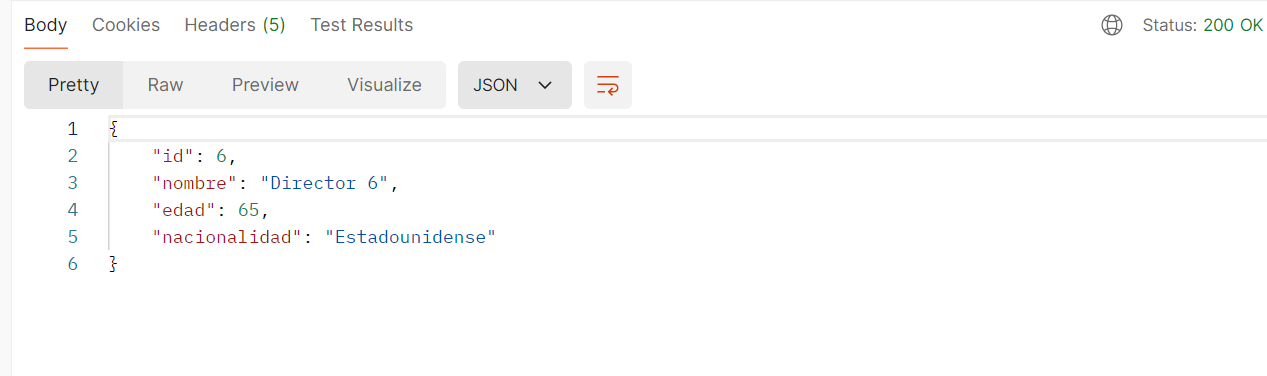 Body Cookies Headers (5) Test Results Status: 200 OK
Pretty Raw Preview Visualize JSON
1 {
2 "id": 6,
3 "nombre": "Director 6",
4 "edad": 65,
5 "nacionalidad": "Estadounidense"
6 }